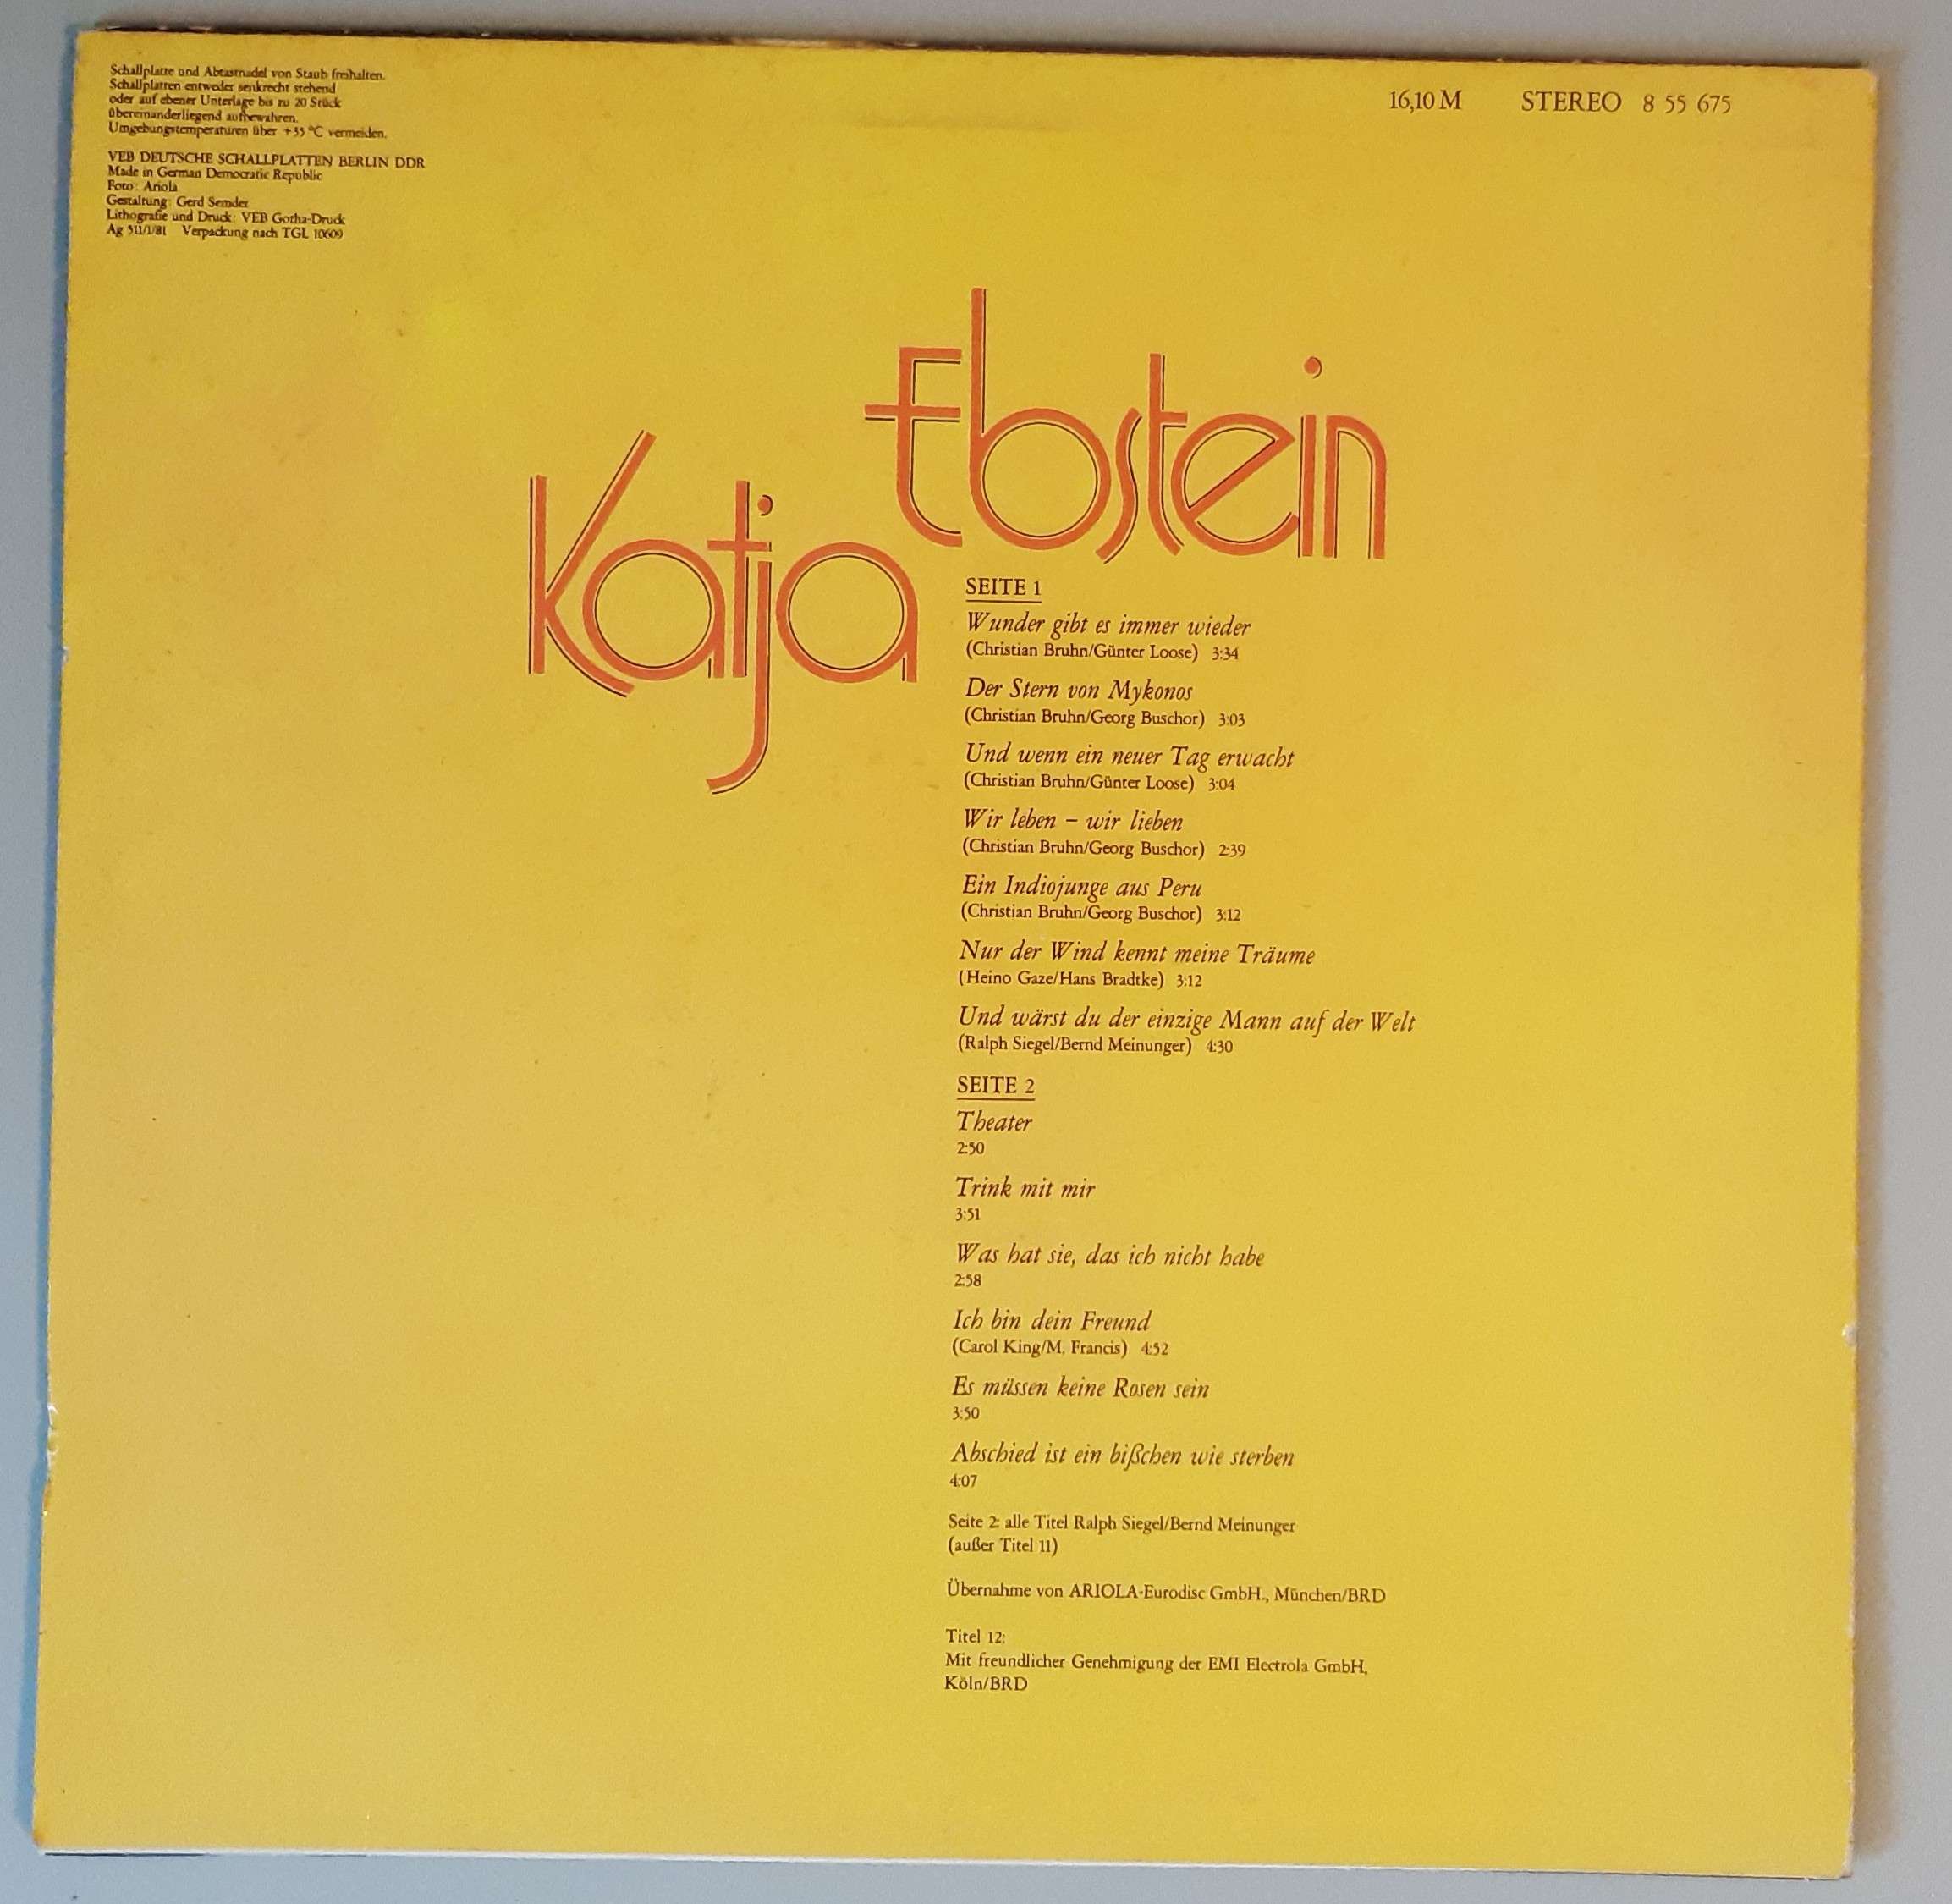 Schallplatte und Abtastnadel von Staub freihalten.
Schallplatten entweder senkrecht stehend
oder auf ebener Unterlage bis zu 20 Stück
übereinanderliegend aufbewahren.
Umgebungstemperaturen über +35 °C vermeiden.
VEB DEUTSCHE SCHALLPLATTEN BERLIN DDR
Made in German Democratic Republic
Foto: Ariola
Gestaltung: Gerd Semder
Lithografie und Druck: VEB Gotha-Druck
Ag 511/1/81 Verpackung nach TGL 10609
16,10 M STEREO 8 55 675
Katja
Ebstein
SEITE 1
Wunder gibt es immer wieder
(Christian Bruhn/Günter Loose) 3:34
Der Stern von Mykonos
(Christian Bruhn/Georg Buschor) 3:03
Und wenn ein neuer Tag erwacht
(Christian Bruhn/Günter Loose) 3:04
Wir leben – wir lieben
(Christian Bruhn/Georg Buschor) 2:39
Ein Indiojunge aus Peru
(Christian Bruhn/Georg Buschor) 3:12
Nur der Wind kennt meine Träume
(Heino Gaze/Hans Bradtke) 3:12
Und wärst du der einzige Mann auf der Welt
(Ralph Siegel/Bernd Meinunger) 4:30
SEITE 2
Theater
2:50
Trink mit mir
3:51
Was hat sie, das ich nicht habe
2:58
Ich bin dein Freund
(Carol King/M. Francis) 4:52
Es müssen keine Rosen sein
3:50
Abschied ist ein bißchen wie sterben
4:07
Seite 2: alle Titel Ralph Siegel/Bernd Meinunger
(außer Titel 11)
Übernahme von ARIOLA-Eurodisc GmbH., München/BRD
Titel 12:
Mit freundlicher Genehmigung der EMI Electrola GmbH,
Köln/BRD